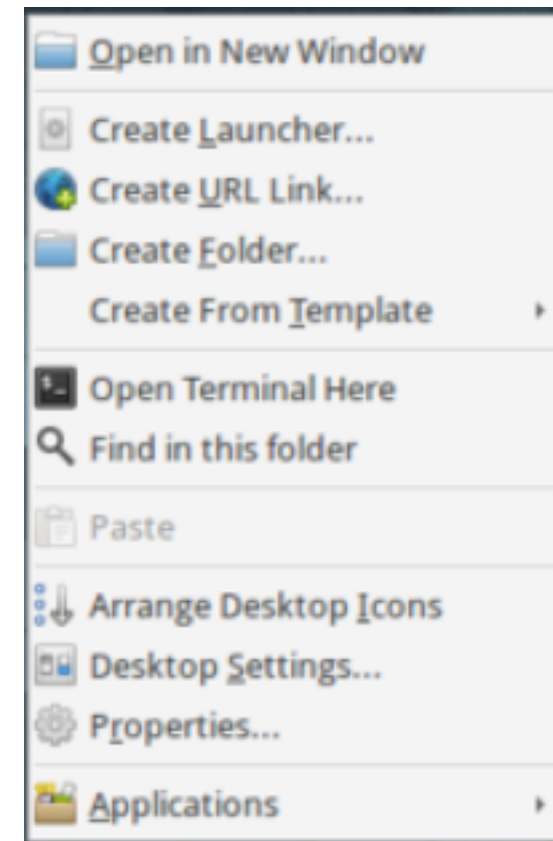 Open in New Window
Create Launcher...
Create URL Link...
Create Folder...
Create From Template
Open Terminal Here
Find in this folder
Paste
Arrange Desktop Icons
Desktop Settings...
Properties...
Applications